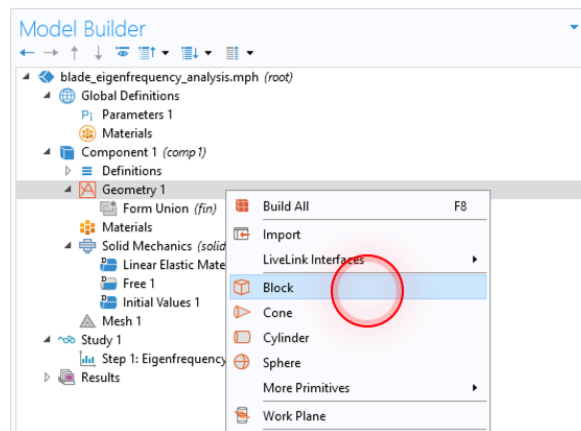 Model Builder
blade_eigenfrequency_analysis.mph (root)
Global Definitions
Pi Parameters 1
Materials
Component 1 (comp1)
Definitions
Geometry 1
Form Union (fin)
Materials
Solid Mechanics (solid
Linear Elastic Mate
Free 1
Initial Values 1
Mesh 1
Study 1
Step 1: Eigenfrequency
Results
Build All F8
Import
LiveLink Interfaces
Block
Cone
Cylinder
Sphere
More Primitives
Work Plane